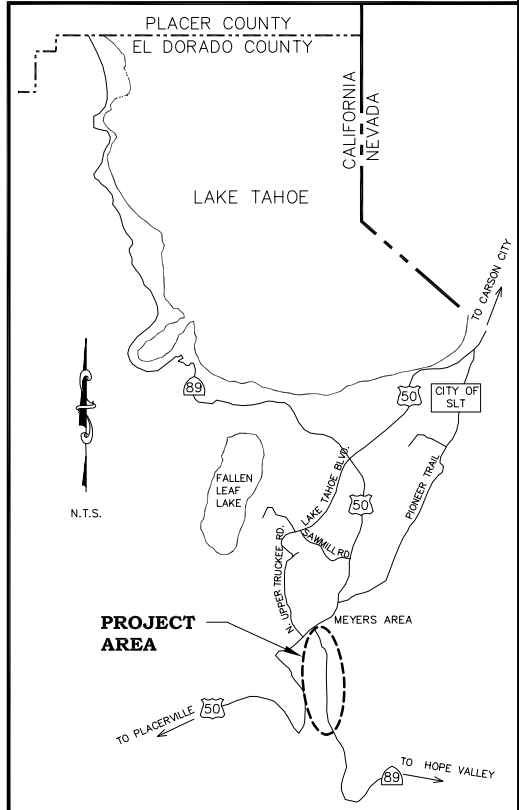 PLACER COUNTY
EL DORADO COUNTY
CALIFORNIA
NEVADA
LAKE TAHOE
TO CARSON CITY
89
50
CITY OF
SLT
FALLEN
LEAF
LAKE
LAKE TAHOE BLVD.
50
PIONEER TRAIL
N.T.S.
SAWMILL RD.
N. UPPER TRUCKEE RD.
MEYERS AREA
PROJECT
AREA
50
TO PLACERVILLE
TO HOPE VALLEY
89